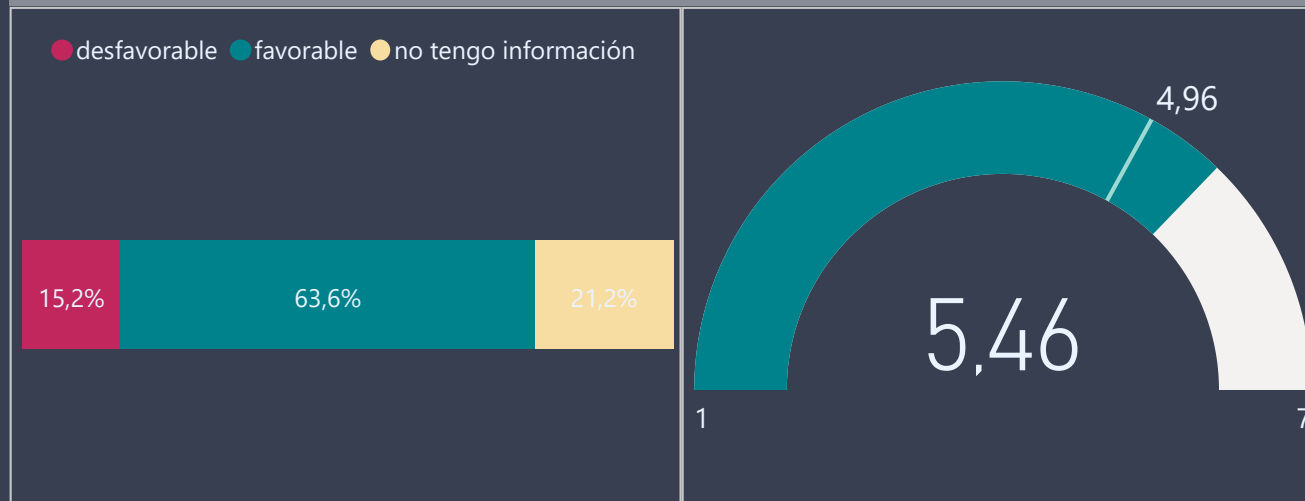 desfavorable favorable no tengo información
15,2% 63,6% 21,2%
4,96
5,46
1 7